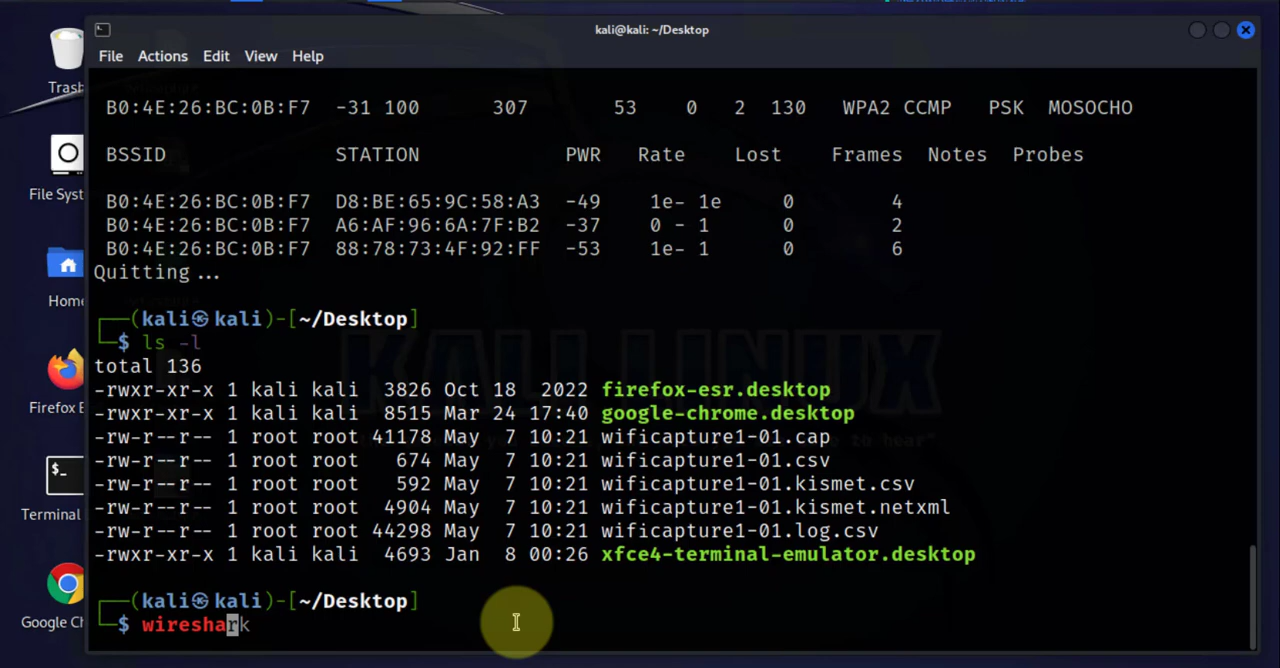 kali@kali: ~/Desktop
File Actions Edit View Help
B0:4E:26:BC:0B:F7 -31 100 307 53 0 2 130 WPA2 CCMP PSK MOSOCHO
BSSID STATION PWR Rate Lost Frames Notes Probes
B0:4E:26:BC:0B:F7 D8:BE:65:9C:58:A3 -49 1e- 1e 0 4
B0:4E:26:BC:0B:F7 A6:AF:96:6A:7F:B2 -37 0 - 1 0 2
B0:4E:26:BC:0B:F7 88:78:73:4F:92:FF -53 1e- 1 0 6
Quitting ...
┌──(kali㉿kali)-[~/Desktop]
└─$ ls -l
total 136
-rwxr-xr-x 1 kali kali 3826 Oct 18 2022 firefox-esr.desktop
-rwxr-xr-x 1 kali kali 8515 Mar 24 17:40 google-chrome.desktop
-rw-r--r-- 1 root root 41178 May 7 10:21 wificapture1-01.cap
-rw-r--r-- 1 root root 674 May 7 10:21 wificapture1-01.csv
-rw-r--r-- 1 root root 592 May 7 10:21 wificapture1-01.kismet.csv
-rw-r--r-- 1 root root 4904 May 7 10:21 wificapture1-01.kismet.netxml
-rw-r--r-- 1 root root 44298 May 7 10:21 wificapture1-01.log.csv
-rwxr-xr-x 1 kali kali 4693 Jan 8 00:26 xfce4-terminal-emulator.desktop
┌──(kali㉿kali)-[~/Desktop]
└─$ wireshark
Trash
File Syst
Home
Firefox E
$_
Terminal
Google Ch
KALI LINUX
to hear"